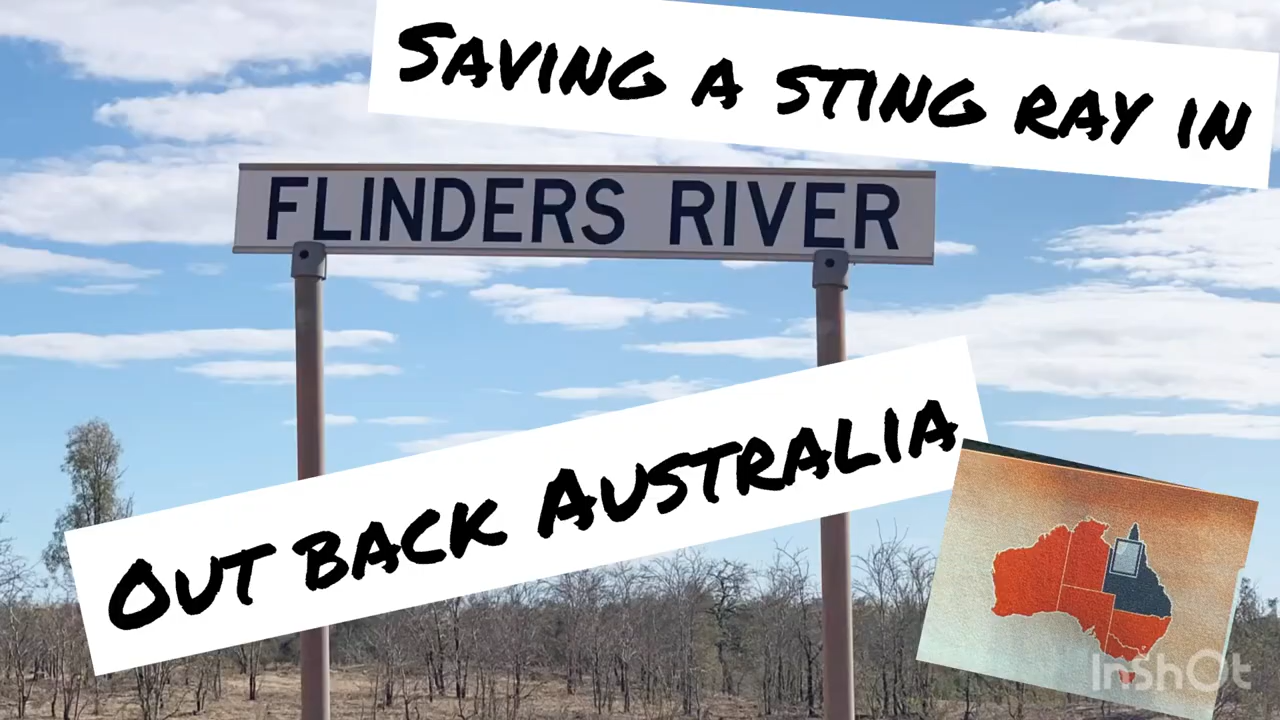 SAVING A STING RAY IN
FLINDERS RIVER
OUT BACK AUSTRALIA
InShOt